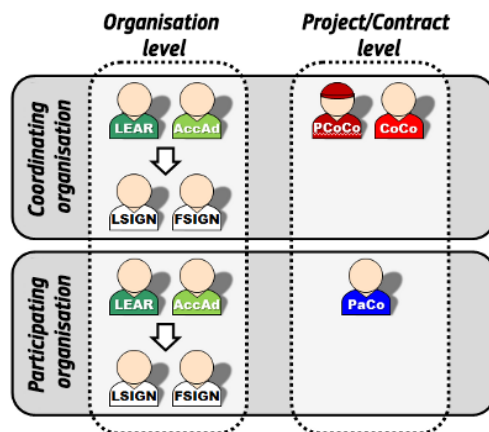 Organisation
level
Project/Contract
level
Coordinating
organisation
LEAR AccAd
PCoCo CoCo
LSIGN FSIGN
Participating
organisation
LEAR AccAd
PaCo
LSIGN FSIGN